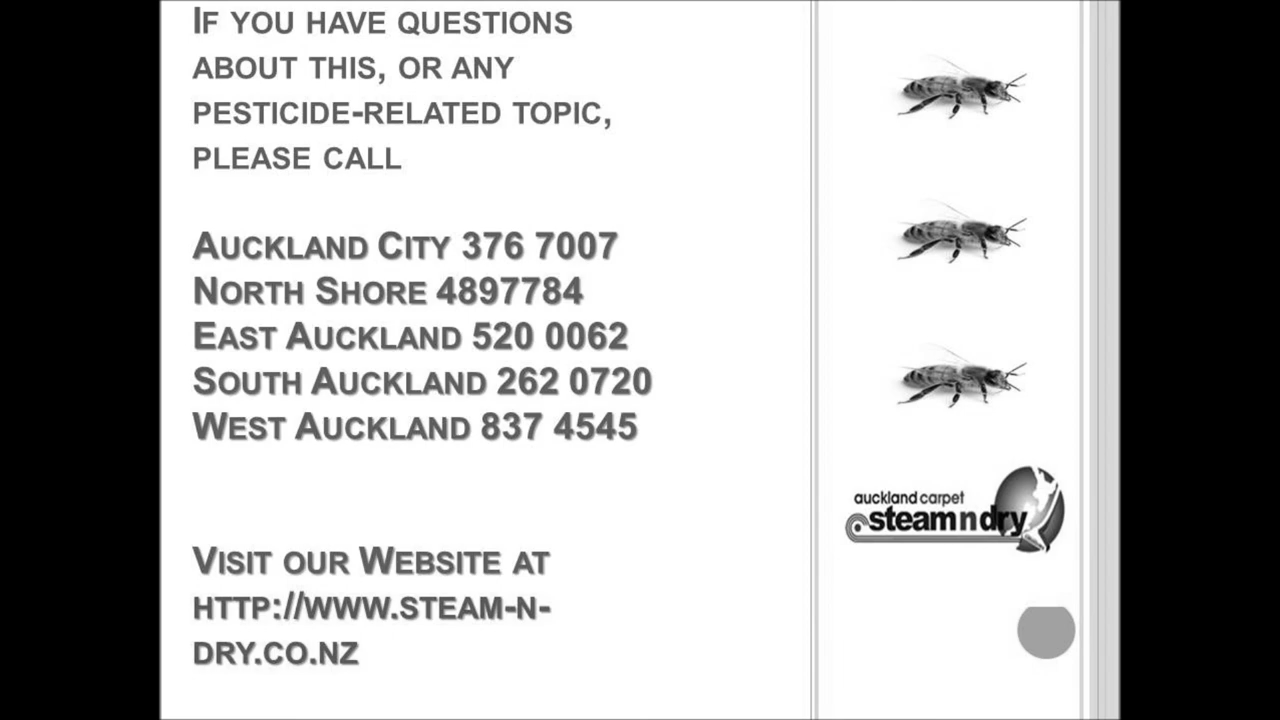 IF YOU HAVE QUESTIONS
ABOUT THIS, OR ANY
PESTICIDE-RELATED TOPIC,
PLEASE CALL
AUCKLAND CITY 376 7007
NORTH SHORE 4897784
EAST AUCKLAND 520 0062
SOUTH AUCKLAND 262 0720
WEST AUCKLAND 837 4545
VISIT OUR WEBSITE AT
HTTP://WWW.STEAM-N-
DRY.CO.NZ
auckland carpet
steam n dry